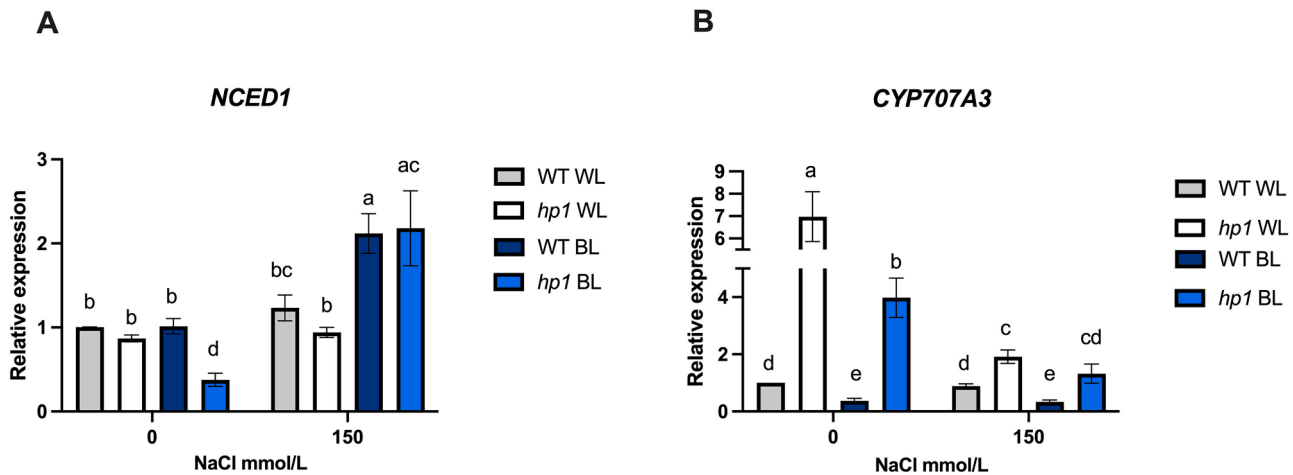 A
NCED1
Relative expression
3
2
1
0
b
b
b
d
bc
b
a
ac
0
150
NaCl mmol/L
WT WL
hp1 WL
WT BL
hp1 BL
B
CYP707A3
Relative expression
9
8
7
6
4
2
0
d
a
e
b
d
c
e
cd
0
150
NaCl mmol/L
WT WL
hp1 WL
WT BL
hp1 BL